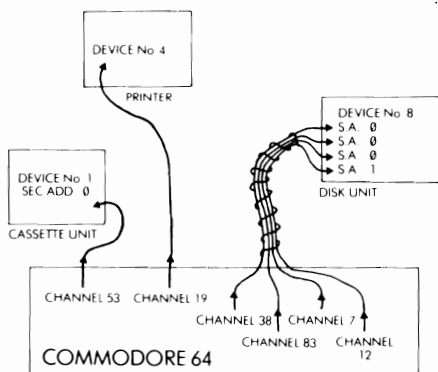 DEVICE No 4
PRINTER
DEVICE No 8
S.A. 0
S.A. 0
S.A. 0
S.A 1
DISK UNIT
DEVICE No 1
SEC ADD 0
CASSETTE UNIT
CHANNEL 53
CHANNEL 19
CHANNEL 38
CHANNEL 7
CHANNEL 83
CHANNEL
12
COMMODORE 64